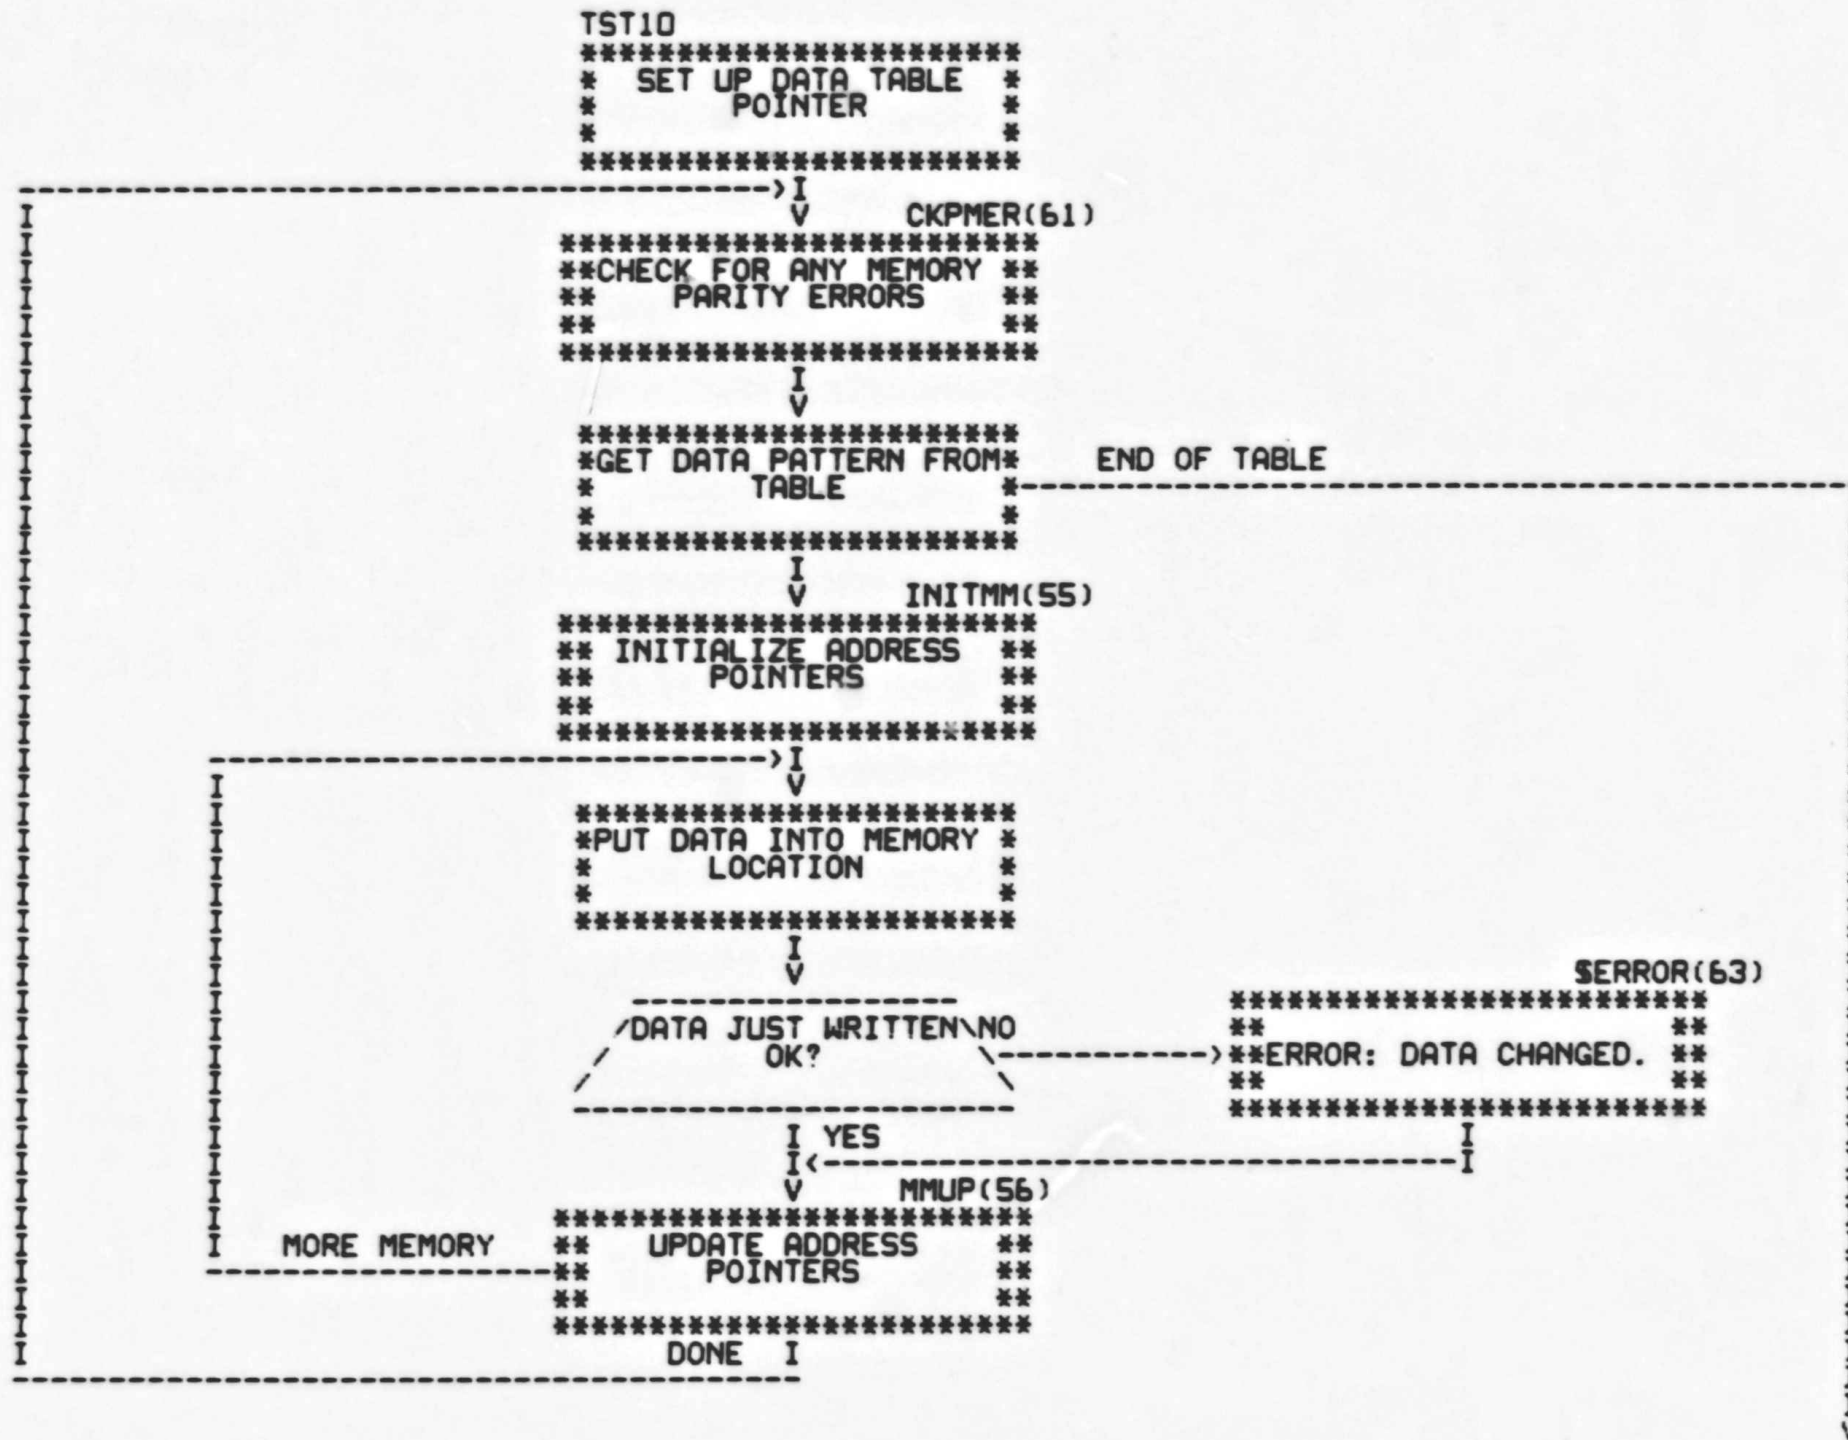 TST10
SET UP DATA TABLE
POINTER
CKPMER(61)
CHECK FOR ANY MEMORY
PARITY ERRORS
GET DATA PATTERN FROM
TABLE
END OF TABLE
INITMM(55)
INITIALIZE ADDRESS
POINTERS
PUT DATA INTO MEMORY
LOCATION
DATA JUST WRITTEN NO
OK?
$ERROR(63)
ERROR: DATA CHANGED.
YES
MMUP(56)
MORE MEMORY
UPDATE ADDRESS
POINTERS
DONE